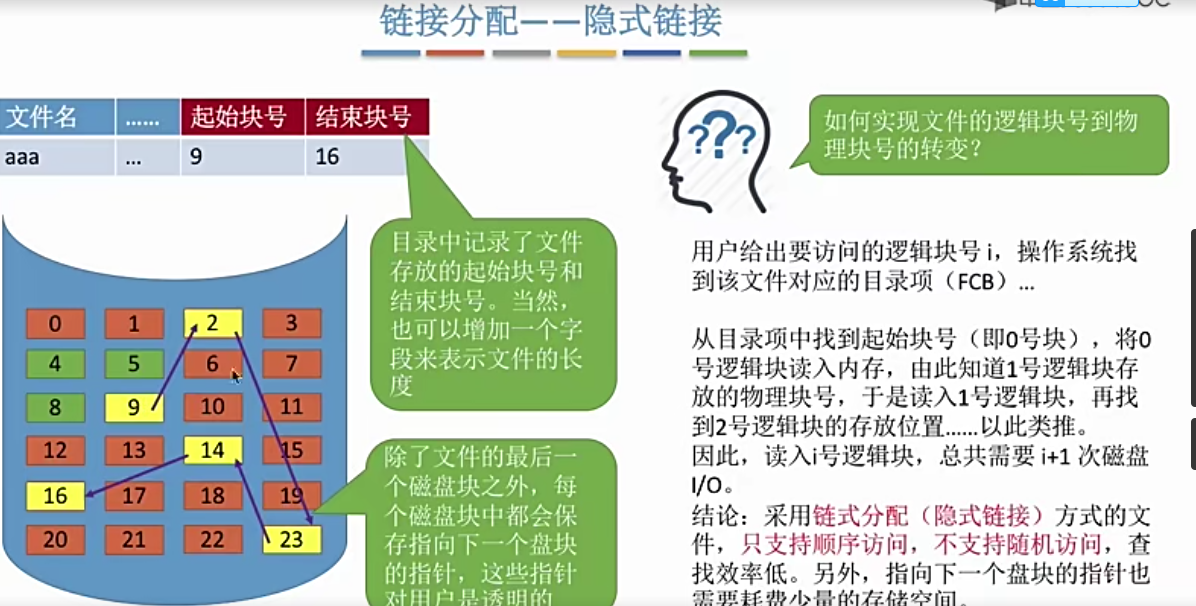 链接分配——隐式链接
文件名 …… 起始块号 结束块号
aaa … 9 16
目录中记录了文件
存放的起始块号和
结束块号。当然，
也可以增加一个字
段来表示文件的长
度
0 1 2 3
4 5 6 7
8 9 10 11
12 13 14 15
16 17 18 19
20 21 22 23
除了文件的最后一
个磁盘块之外，每
个磁盘块中都会保
存指向下一个盘块
的指针，这些指针
对用户是透明的
???
如何实现文件的逻辑块号到物
理块号的转变？
用户给出要访问的逻辑块号 i，操作系统找
到该文件对应的目录项（FCB）…
从目录项中找到起始块号（即0号块），将0
号逻辑块读入内存，由此知道1号逻辑块存
放的物理块号，于是读入1号逻辑块，再找
到2号逻辑块的存放位置……以此类推。
因此，读入i号逻辑块，总共需要 i+1 次磁盘
I/O。
结论：采用链式分配（隐式链接）方式的文
件，只支持顺序访问，不支持随机访问，查
找效率低。另外，指向下一个盘块的指针也
需要耗费少量的存储空间。